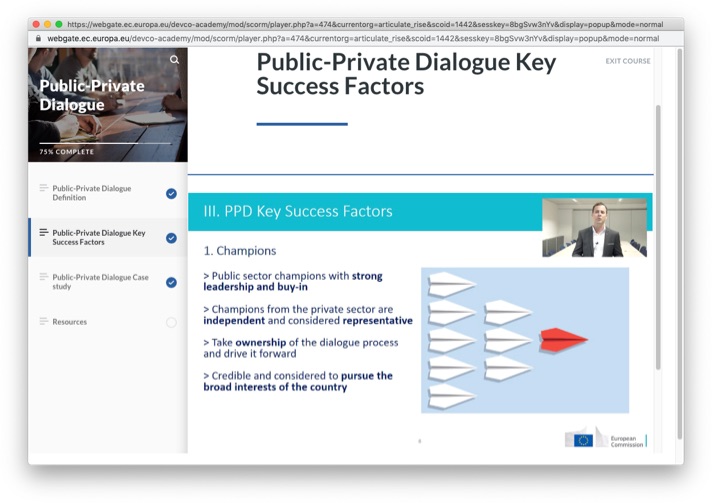 https://webgate.ec.europa.eu/devco-academy/mod/scorm/player.php?a=474&currentorg=articulate_rise&scoid=1442&sesskey=8bgSvw3nYv&display=popup&mode=normal
webgate.ec.europa.eu/devco-academy/mod/scorm/player.php?a=474&currentorg=articulate_rise&scoid=1442&sesskey=8bgSvw3nYv&display=popup&mode=normal
Public-Private
Dialogue
75% COMPLETE
Public-Private Dialogue
Definition
Public-Private Dialogue Key
Success Factors
Public-Private Dialogue Case
study
Resources
Public-Private Dialogue Key
Success Factors
EXIT COURSE
III. PPD Key Success Factors
1. Champions
> Public sector champions with strong
leadership and buy-in
> Champions from the private sector are
independent and considered representative
> Take ownership of the dialogue process
and drive it forward
> Credible and considered to pursue the
broad interests of the country
European
Commission